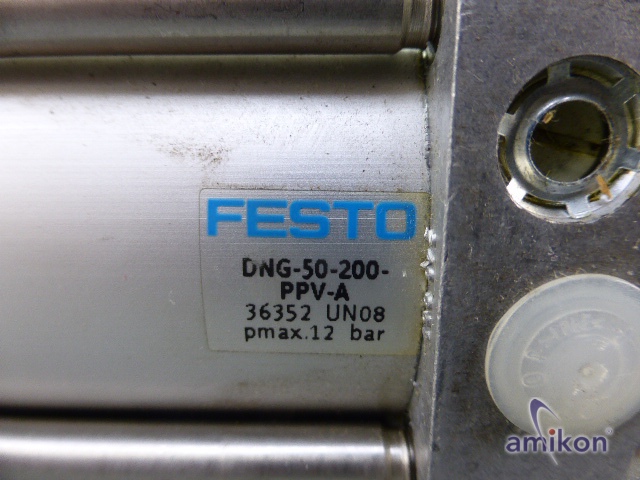 FESTO
DNG-50-200-
PPV-A
36352 UN08
pmax.12 bar
amikon